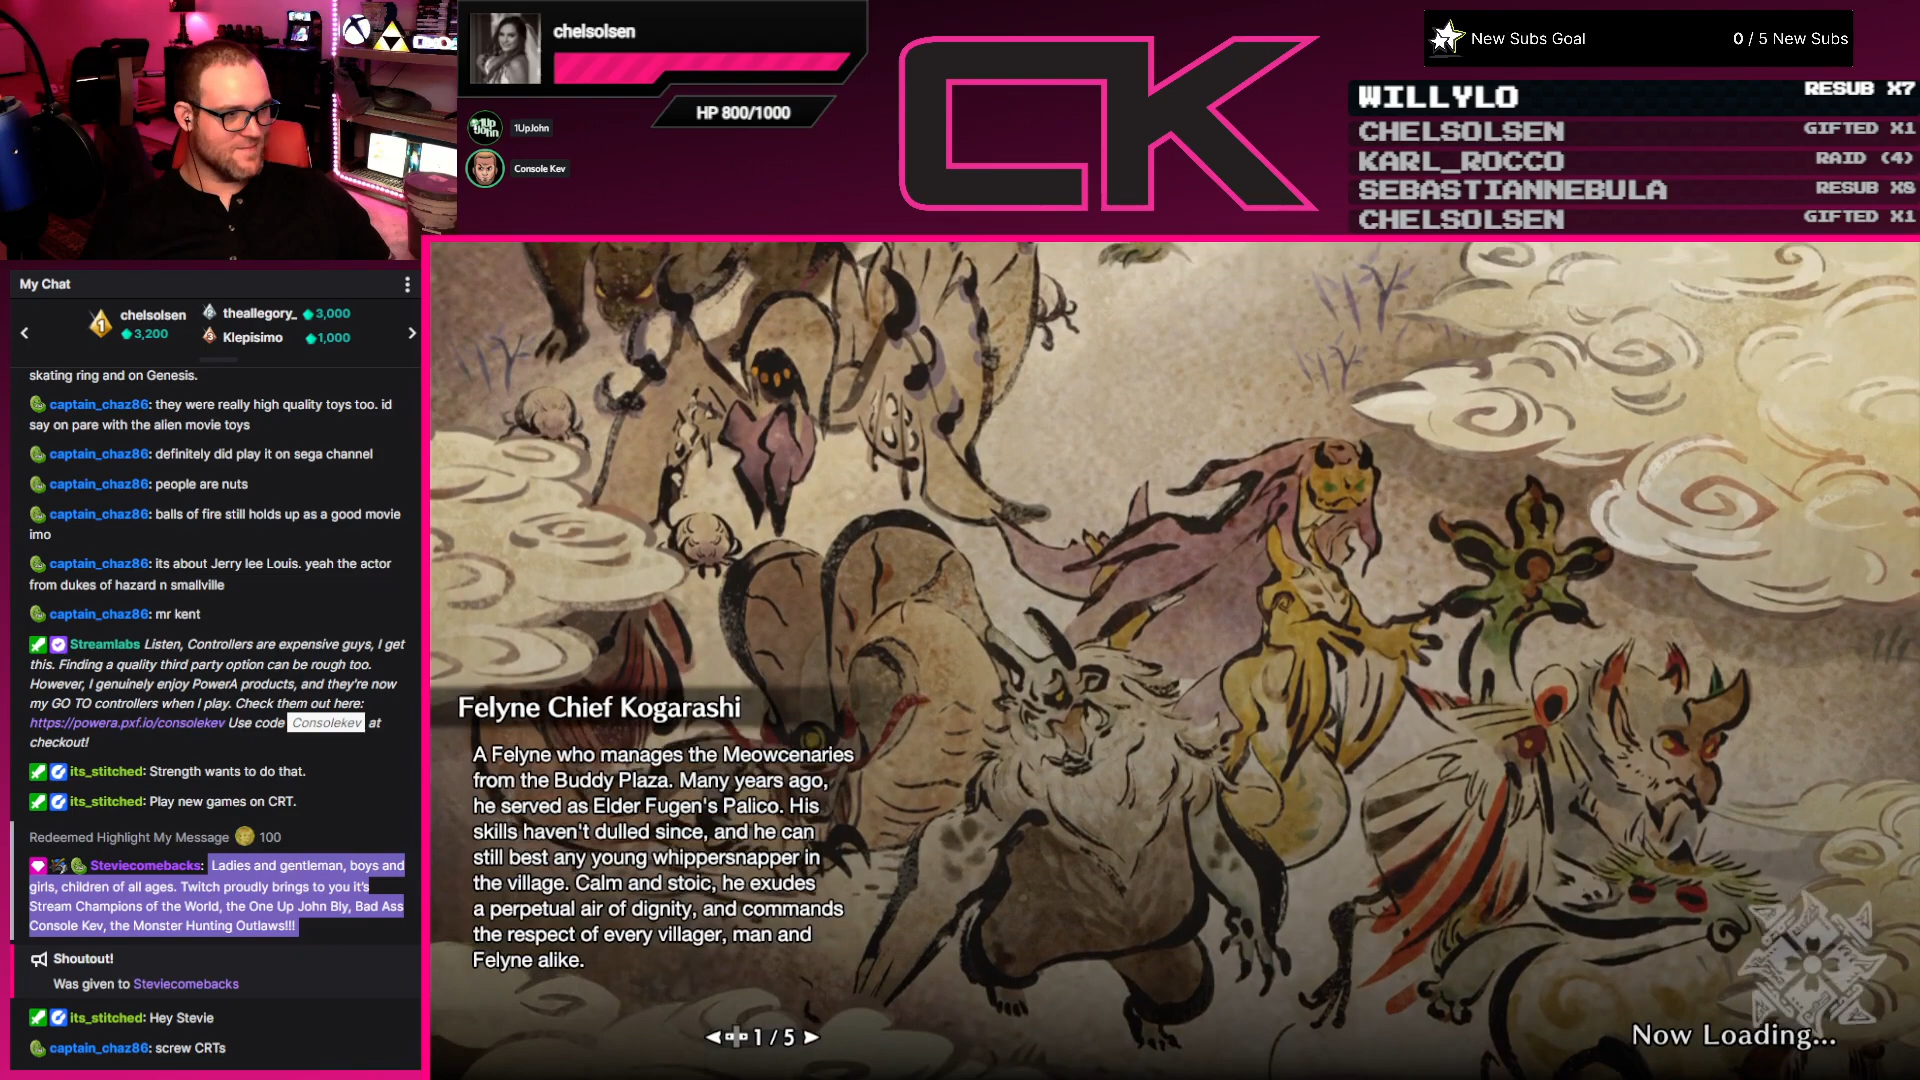 chelsolsen
HP 800/1000
1UpJohn
Console Kev
CK
New Subs Goal
0 / 5 New Subs
WILLYLO RESUB X7
CHELSOLSEN GIFTED X1
KARL_ROCCO RAID (4)
SEBASTIANNEBULA RESUB X8
CHELSOLSEN GIFTED X1
My Chat
1 chelsolsen 3,200
2 theallegory_ 3,000
3 Klepisimo 1,000
skating ring and on Genesis.
captain_chaz86: they were really high quality toys too. id
say on pare with the alien movie toys
captain_chaz86: definitely did play it on sega channel
captain_chaz86: people are nuts
captain_chaz86: balls of fire still holds up as a good movie
imo
captain_chaz86: its about Jerry lee Louis. yeah the actor
from dukes of hazard n smallville
captain_chaz86: mr kent
Streamlabs Listen, Controllers are expensive guys, I get
this. Finding a quality third party option can be rough too.
However, I genuinely enjoy PowerA products, and they're now
my GO TO controllers when I play. Check them out here:
https://powera.pxf.io/consolekev Use code Consolekev at
checkout!
its_stitched: Strength wants to do that.
its_stitched: Play new games on CRT.
Redeemed Highlight My Message 100
Steviecomebacks: Ladies and gentleman, boys and
girls, children of all ages. Twitch proudly brings to you it's
Stream Champions of the World, the One Up John Bly, Bad Ass
Console Kev, the Monster Hunting Outlaws!!!
Shoutout!
Was given to Steviecomebacks
its_stitched: Hey Stevie
captain_chaz86: screw CRTs
Felyne Chief Kogarashi
A Felyne who manages the Meowcenaries
from the Buddy Plaza. Many years ago,
he served as Elder Fugen's Palico. His
skills haven't dulled since, and he can
still best any young whippersnapper in
the village. Calm and stoic, he exudes
a perpetual air of dignity, and commands
the respect of every villager, man and
Felyne alike.
1 / 5
Now Loading...